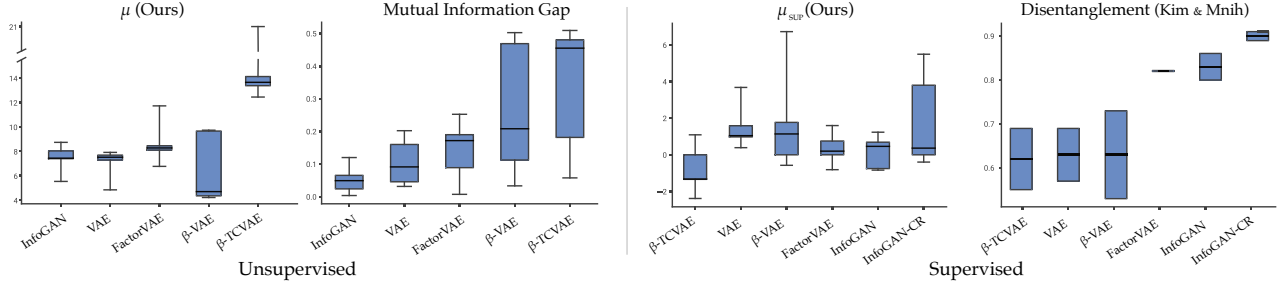 μ (Ours)
21
14
12
10
8
6
4
InfoGAN
VAE
FactorVAE
β-VAE
β-TCVAE
Mutual Information Gap
0.5
0.4
0.3
0.2
0.1
0.0
InfoGAN
VAE
FactorVAE
β-VAE
β-TCVAE
Unsupervised
μSUP (Ours)
6
4
2
0
−2
β-TCVAE
VAE
β-VAE
FactorVAE
InfoGAN
InfoGAN-CR
Disentanglement (Kim & Mnih)
0.9
0.8
0.7
0.6
β-TCVAE
VAE
β-VAE
FactorVAE
InfoGAN
InfoGAN-CR
Supervised